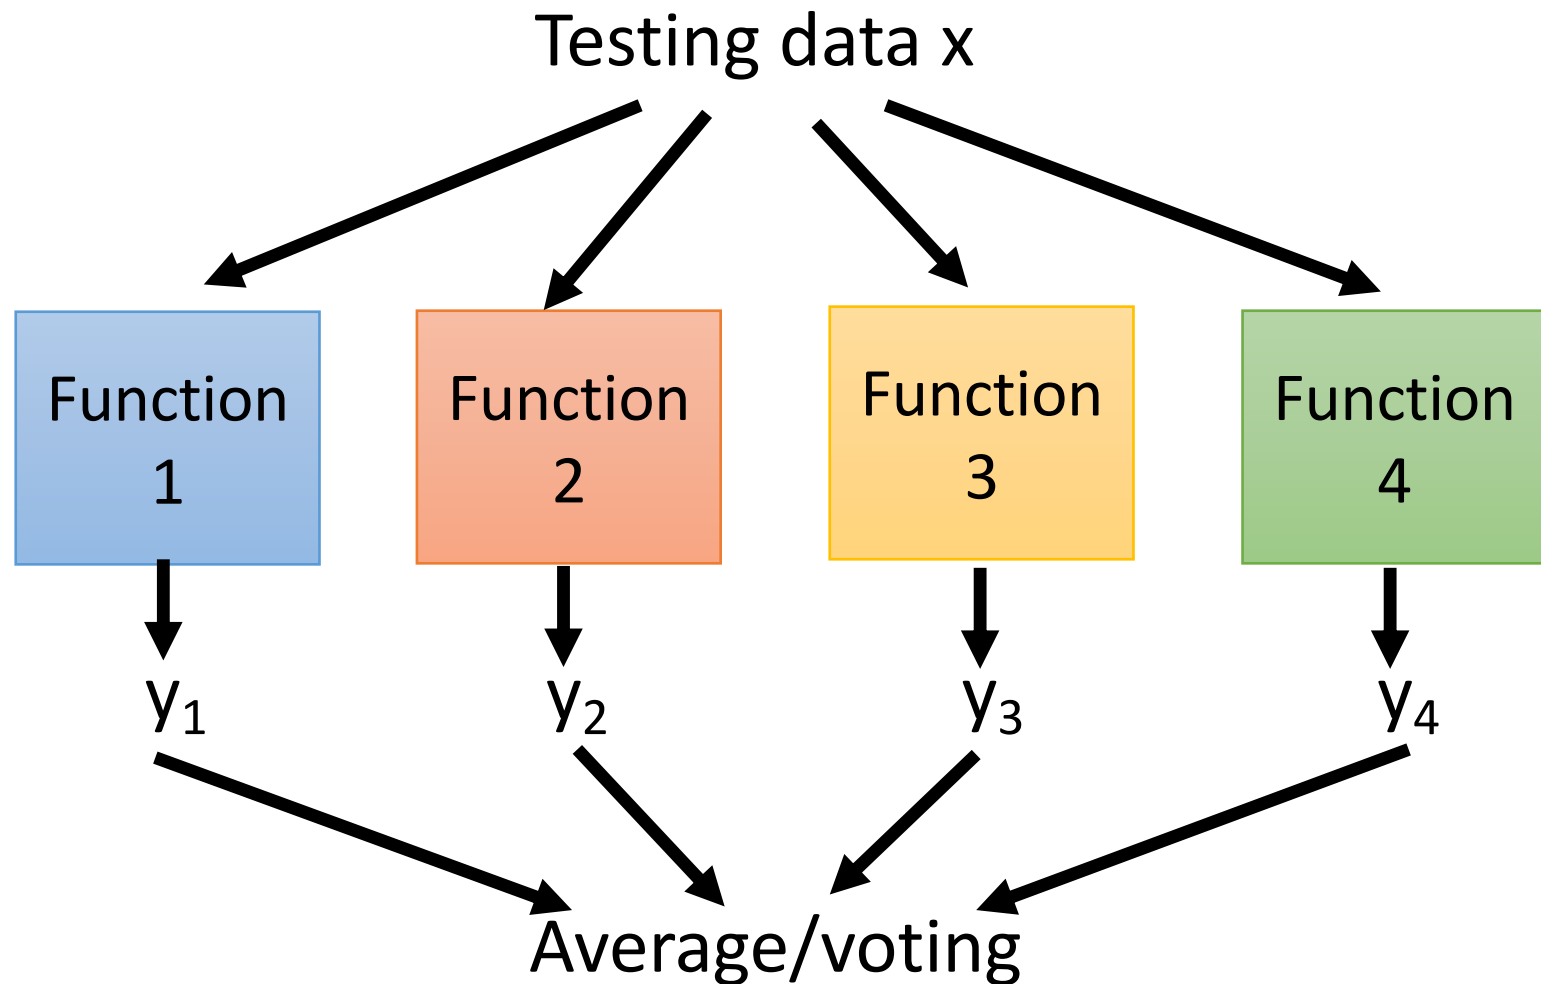 Testing data x
Function
1
Function
2
Function
3
Function
4
y₁
y₂
y₃
y₄
Average/voting